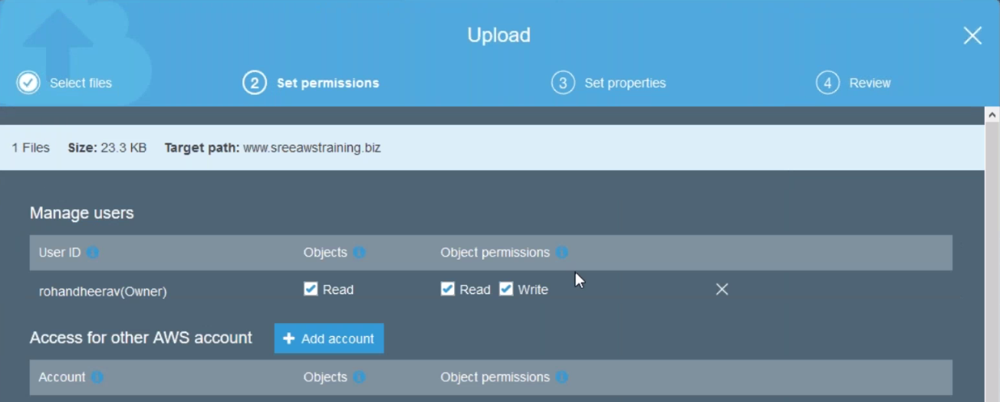 Upload
Select files 2 Set permissions 3 Set properties 4 Review
1 Files Size: 23.3 KB Target path: www.sreeawstraining.biz
Manage users
User ID Objects Object permissions
rohandheerav(Owner) Read Read Write
Access for other AWS account + Add account
Account Objects Object permissions